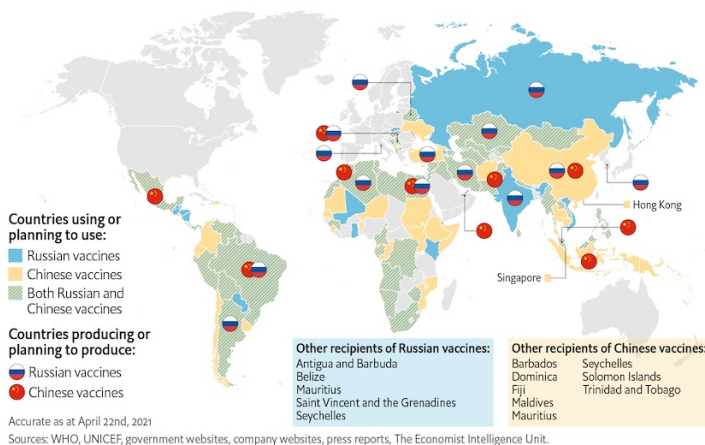 Hong Kong
Singapore
Countries using or
planning to use:
Russian vaccines
Chinese vaccines
Both Russian and
Chinese vaccines
Countries producing or
planning to produce:
Russian vaccines
Chinese vaccines
Other recipients of Russian vaccines:
Antigua and Barbuda
Belize
Mauritius
Saint Vincent and the Grenadines
Seychelles
Other recipients of Chinese vaccines:
Barbados
Dominica
Fiji
Maldives
Mauritius
Seychelles
Solomon Islands
Trinidad and Tobago
Accurate as at April 22nd, 2021
Sources: WHO, UNICEF, government websites, company websites, press reports, The Economist Intelligence Unit.